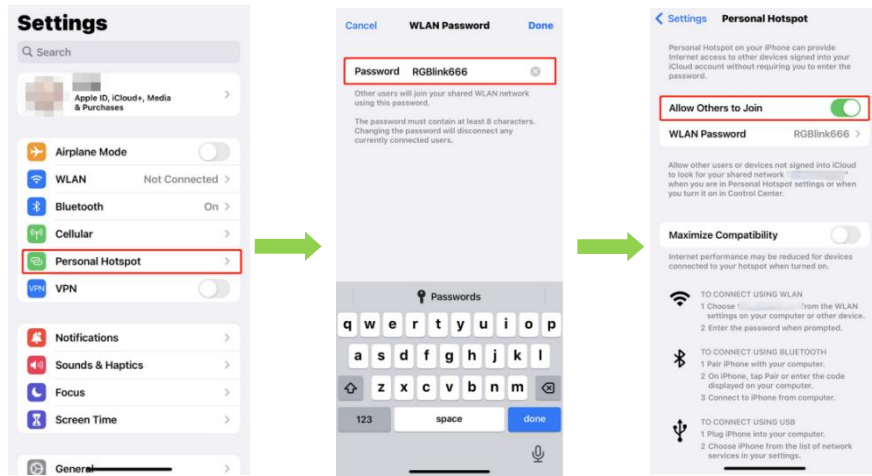 Settings
Search
Apple ID, iCloud+, Media
& Purchases
Airplane Mode
WLAN Not Connected
Bluetooth On
Cellular
Personal Hotspot
VPN VPN
Notifications
Sounds & Haptics
Focus
Screen Time
General
Cancel WLAN Password Done
Password RGBlink666
Other users will join your shared WLAN network
using this password.
The password must contain at least 8 characters.
Changing the password will disconnect any
currently connected users.
Passwords
q w e r t y u i o p
a s d f g h j k l
z x c v b n m
123 space done
Settings Personal Hotspot
Personal Hotspot on your iPhone can provide
Internet access to other devices signed into your
iCloud account without requiring you to enter the
password.
Allow Others to Join
WLAN Password RGBlink666
Allow other users or devices not signed into iCloud
to look for your shared network " "
when you are in Personal Hotspot settings or when
you turn it on in Control Center.
Maximize Compatibility
Internet performance may be reduced for devices
connected to your hotspot when turned on.
TO CONNECT USING WLAN
1 Choose from the WLAN
settings on your computer or other device.
2 Enter the password when prompted.
TO CONNECT USING BLUETOOTH
1 Pair iPhone with your computer.
2 On iPhone, tap Pair or enter the code
displayed on your computer.
3 Connect to iPhone from computer.
TO CONNECT USING USB
1 Plug iPhone into your computer.
2 Choose iPhone from the list of network
services in your settings.